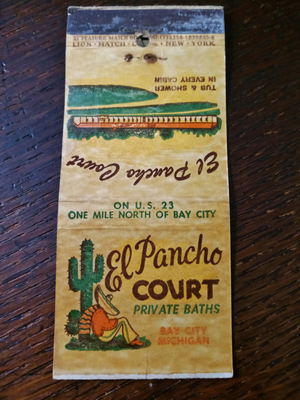 LION · MATCH · · NEW · YORK
TUB & SHOWER
IN EVERY CABIN
El Pancho Court
ON U.S. 23
ONE MILE NORTH OF BAY CITY
El Pancho
COURT
PRIVATE BATHS
BAY CITY
MICHIGAN